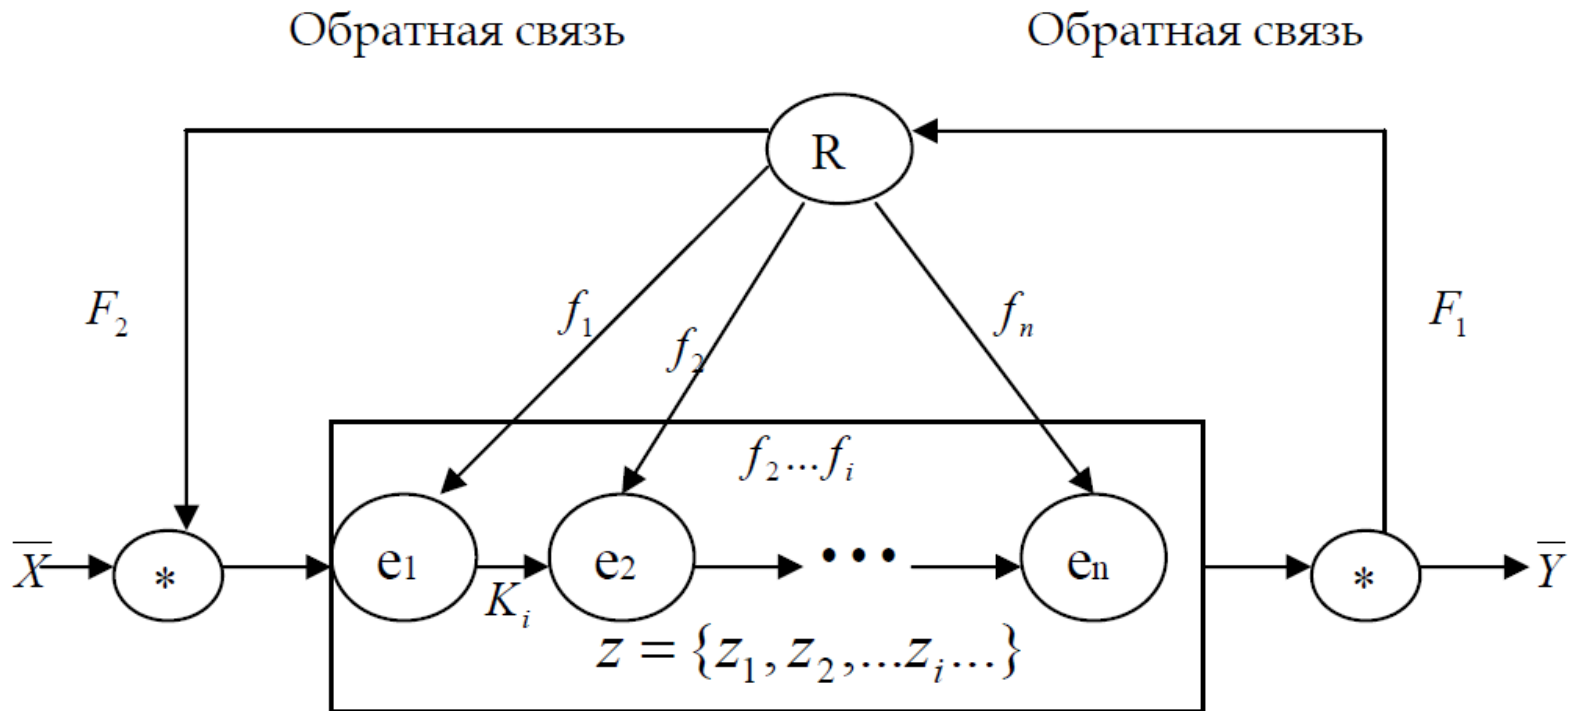 Обратная связь Обратная связь
R
F₂ f₁ f₂ fₙ F₁
f₂...fᵢ
X̅ * e₁ Kᵢ e₂ ••• eₙ * Y̅
z = {z₁, z₂,...zᵢ...}